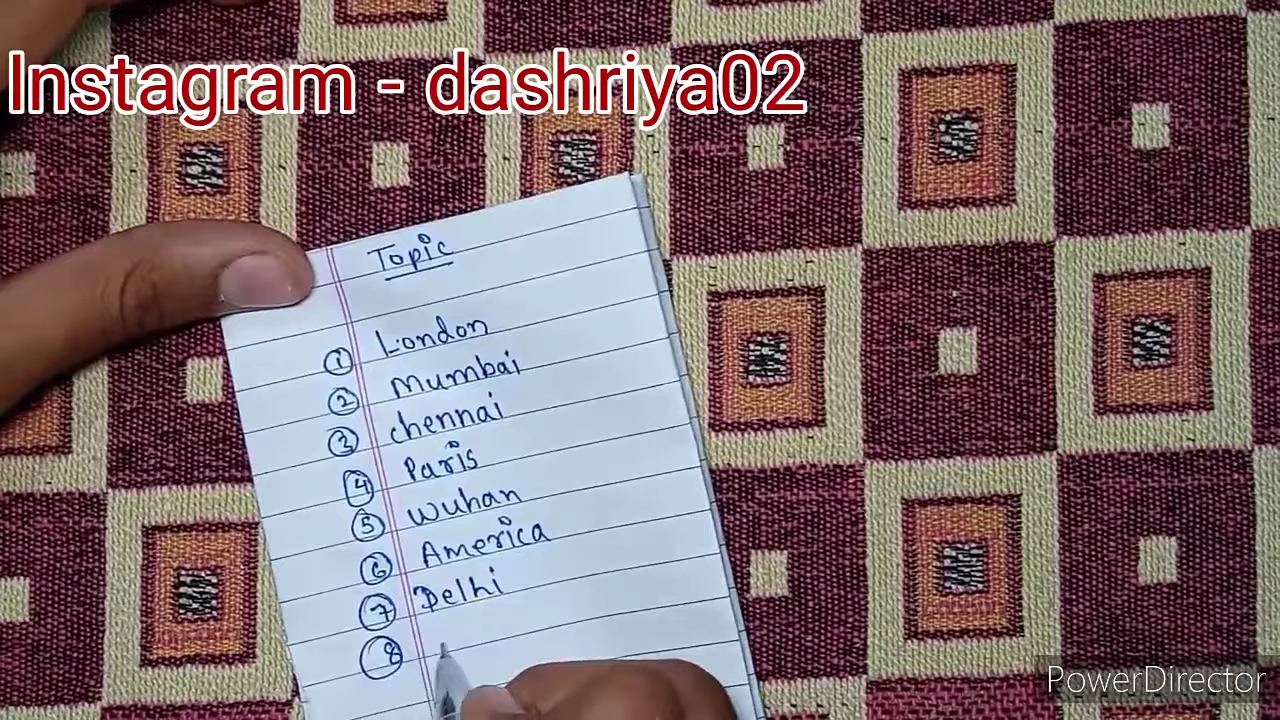 Instagram - dashriya02
Topic
1 London
2 Mumbai
3 chennai
4 Paris
5 Wuhan
6 America
7 Delhi
8
PowerDirector